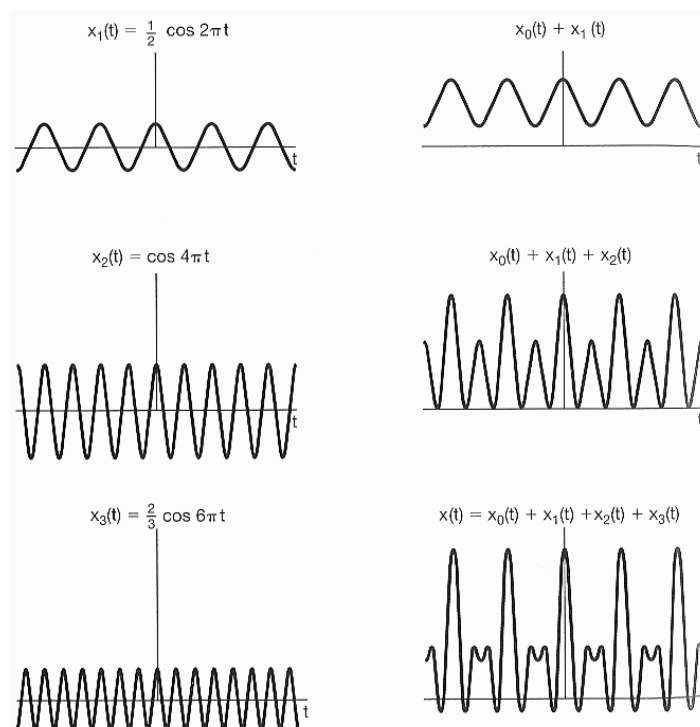 x₁(t) = 1/2 cos 2πt
x₀(t) + x₁ (t)
t
t
x₂(t) = cos 4πt
x₀(t) + x₁(t) + x₂(t)
t
t
x₃(t) = 2/3 cos 6πt
x(t) = x₀(t) + x₁(t) +x₂(t) + x₃(t)
t